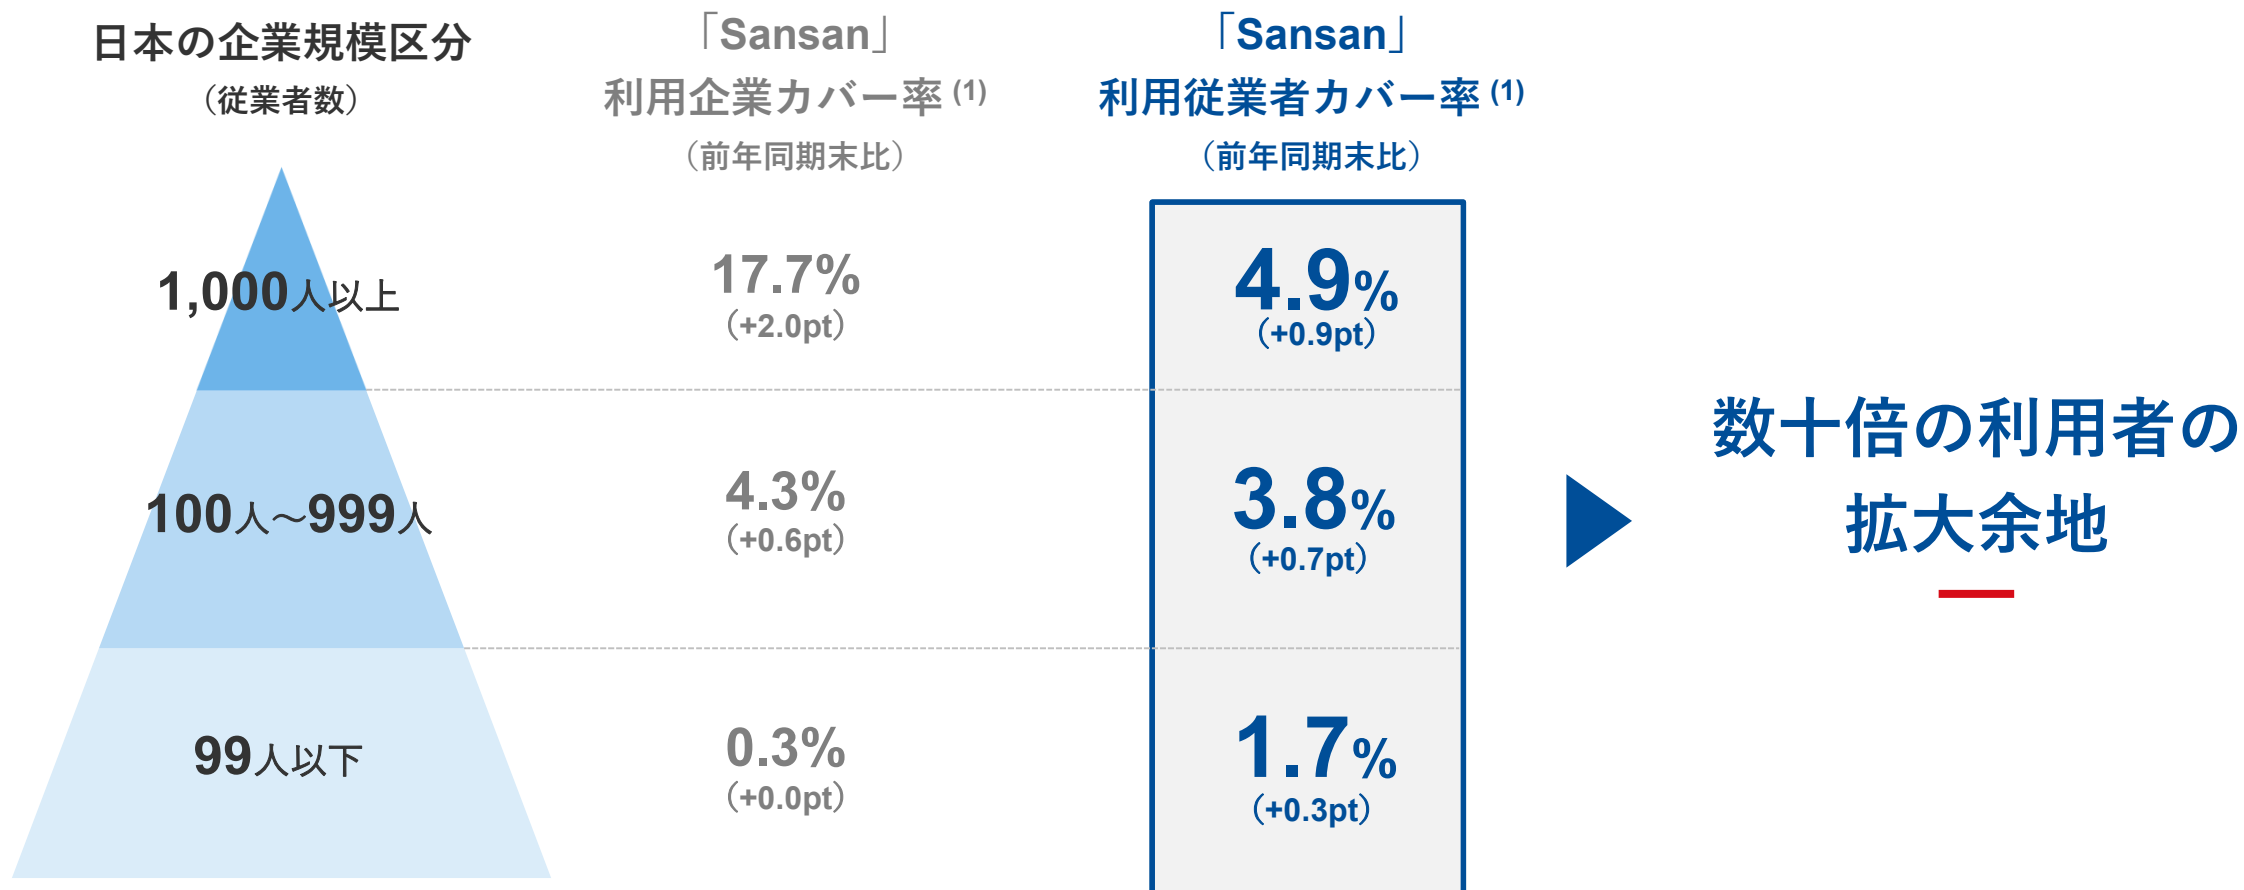 日本の企業規模区分
（従業者数）
「Sansan」
利用企業カバー率 (1)
（前年同期末比）
「Sansan」
利用従業者カバー率 (1)
（前年同期末比）
1,000人以上
17.7%
（+2.0pt）
4.9%
（+0.9pt）
100人～999人
4.3%
（+0.6pt）
3.8%
（+0.7pt）
99人以下
0.3%
（+0.0pt）
1.7%
（+0.3pt）
数十倍の利用者の
拡大余地